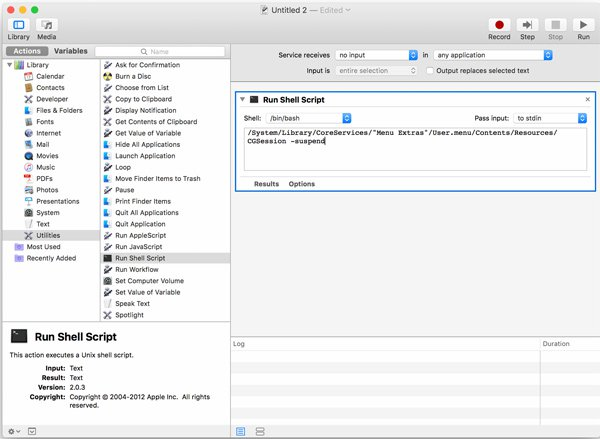 Untitled 2 — Edited
Library
Media
Record
Step
Stop
Run
Actions
Variables
Name
Library
Calendar
Contacts
Developer
Files & Folders
Fonts
Internet
Mail
Movies
Music
PDFs
Photos
Presentations
System
Text
Utilities
Most Used
Recently Added
Ask for Confirmation
Burn a Disc
Choose from List
Copy to Clipboard
Display Notification
Get Contents of Clipboard
Get Value of Variable
Hide All Applications
Launch Application
Loop
Move Finder Items to Trash
Pause
Print Finder Items
Quit All Applications
Quit Application
Run AppleScript
Run JavaScript
Run Shell Script
Run Workflow
Set Computer Volume
Set Value of Variable
Speak Text
Spotlight
Service receives no input in any application
Input is entire selection Output replaces selected text
Run Shell Script
Shell: /bin/bash Pass input: to stdin
/System/Library/CoreServices/"Menu Extras"/User.menu/Contents/Resources/
CGSession -suspend
Results Options
Run Shell Script
This action executes a Unix shell script.
Input: Text
Result: Text
Version: 2.0.3
Copyright: Copyright © 2004-2012 Apple Inc. All rights
reserved.
Log Duration